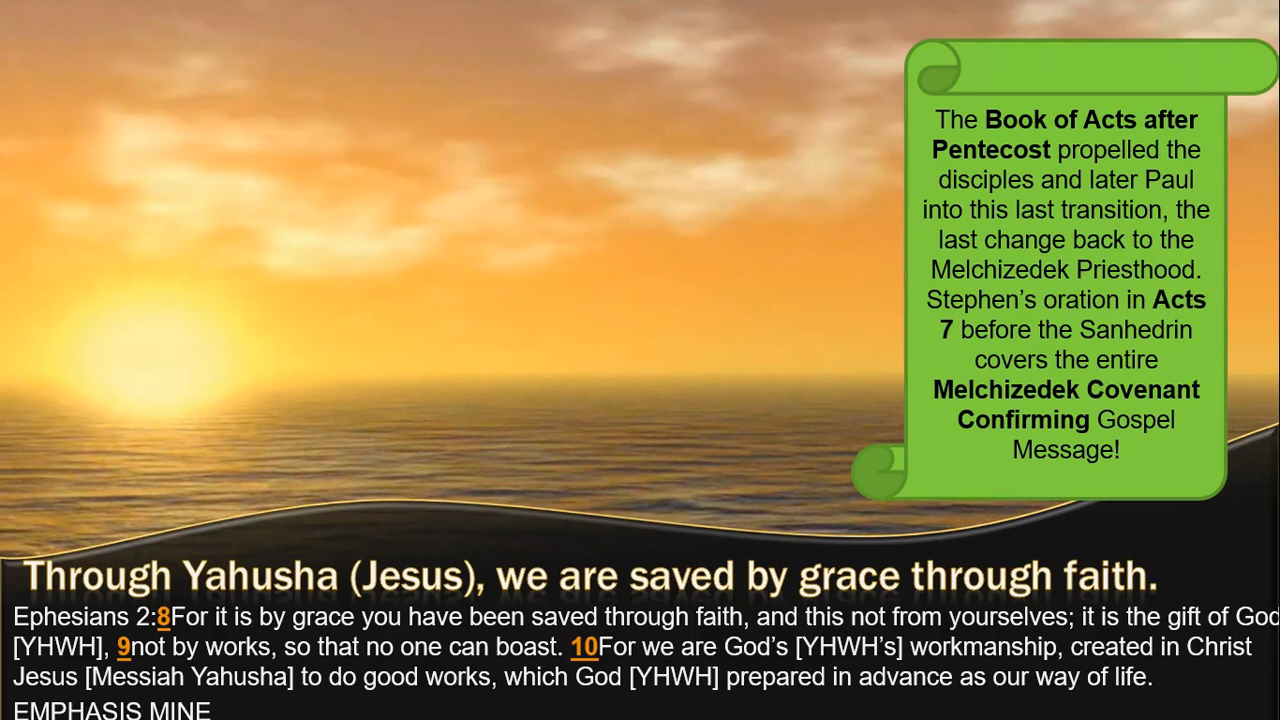 The Book of Acts after
Pentecost propelled the
disciples and later Paul
into this last transition, the
last change back to the
Melchizedek Priesthood.
Stephen’s oration in Acts
7 before the Sanhedrin
covers the entire
Melchizedek Covenant
Confirming Gospel
Message!
Through Yahusha (Jesus), we are saved by grace through faith.
Ephesians 2:8For it is by grace you have been saved through faith, and this not from yourselves; it is the gift of God
[YHWH], 9not by works, so that no one can boast. 10For we are God’s [YHWH’s] workmanship, created in Christ
Jesus [Messiah Yahusha] to do good works, which God [YHWH] prepared in advance as our way of life.
EMPHASIS MINE